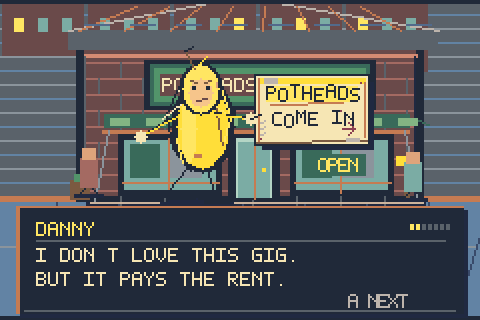 POTHEADS
COME IN
OPEN
DANNY
I DON T LOVE THIS GIG.
BUT IT PAYS THE RENT.
A NEXT